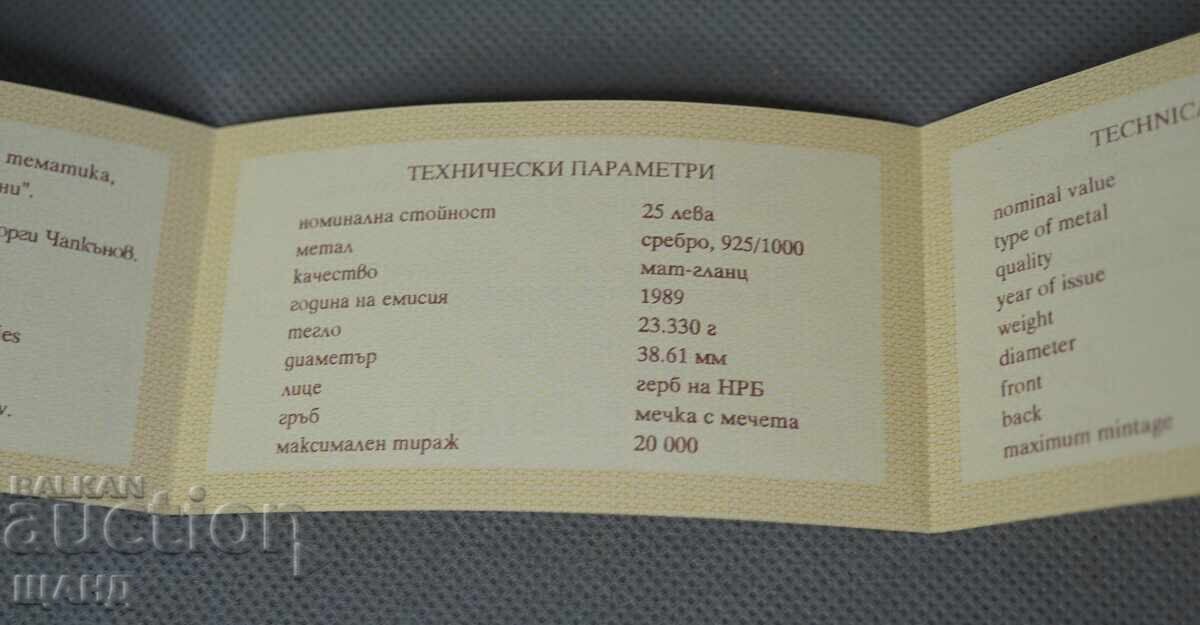 тематика,
ни".
орги Чапкънов.
es
v.
ТЕХНИЧЕСКИ ПАРАМЕТРИ
номинална стойност 25 лева
метал сребро, 925/1000
качество мат-гланц
година на емисия 1989
тегло 23.330 г
диаметър 38.61 мм
лице герб на НРБ
гръб мечка с мечета
максимален тираж 20 000
TECHNICA
nominal value
type of metal
quality
year of issue
weight
diameter
front
back
maximum mintage
BALKAN
auction
ШАНД